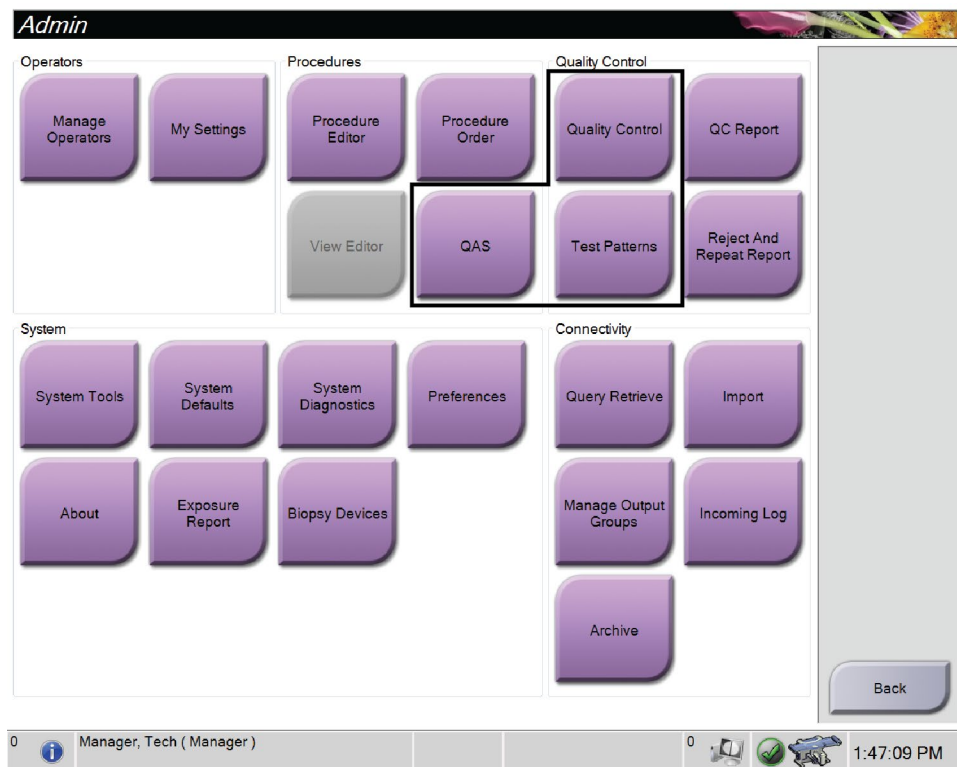 Admin
Operators
Manage
Operators
My Settings
Procedures
Procedure
Editor
Procedure
Order
View Editor
QAS
Quality Control
Quality Control
QC Report
Test Patterns
Reject And
Repeat Report
System
System Tools
System
Defaults
System
Diagnostics
Preferences
About
Exposure
Report
Biopsy Devices
Connectivity
Query Retrieve
Import
Manage Output
Groups
Incoming Log
Archive
Back
0
Manager, Tech ( Manager )
0
1:47:09 PM